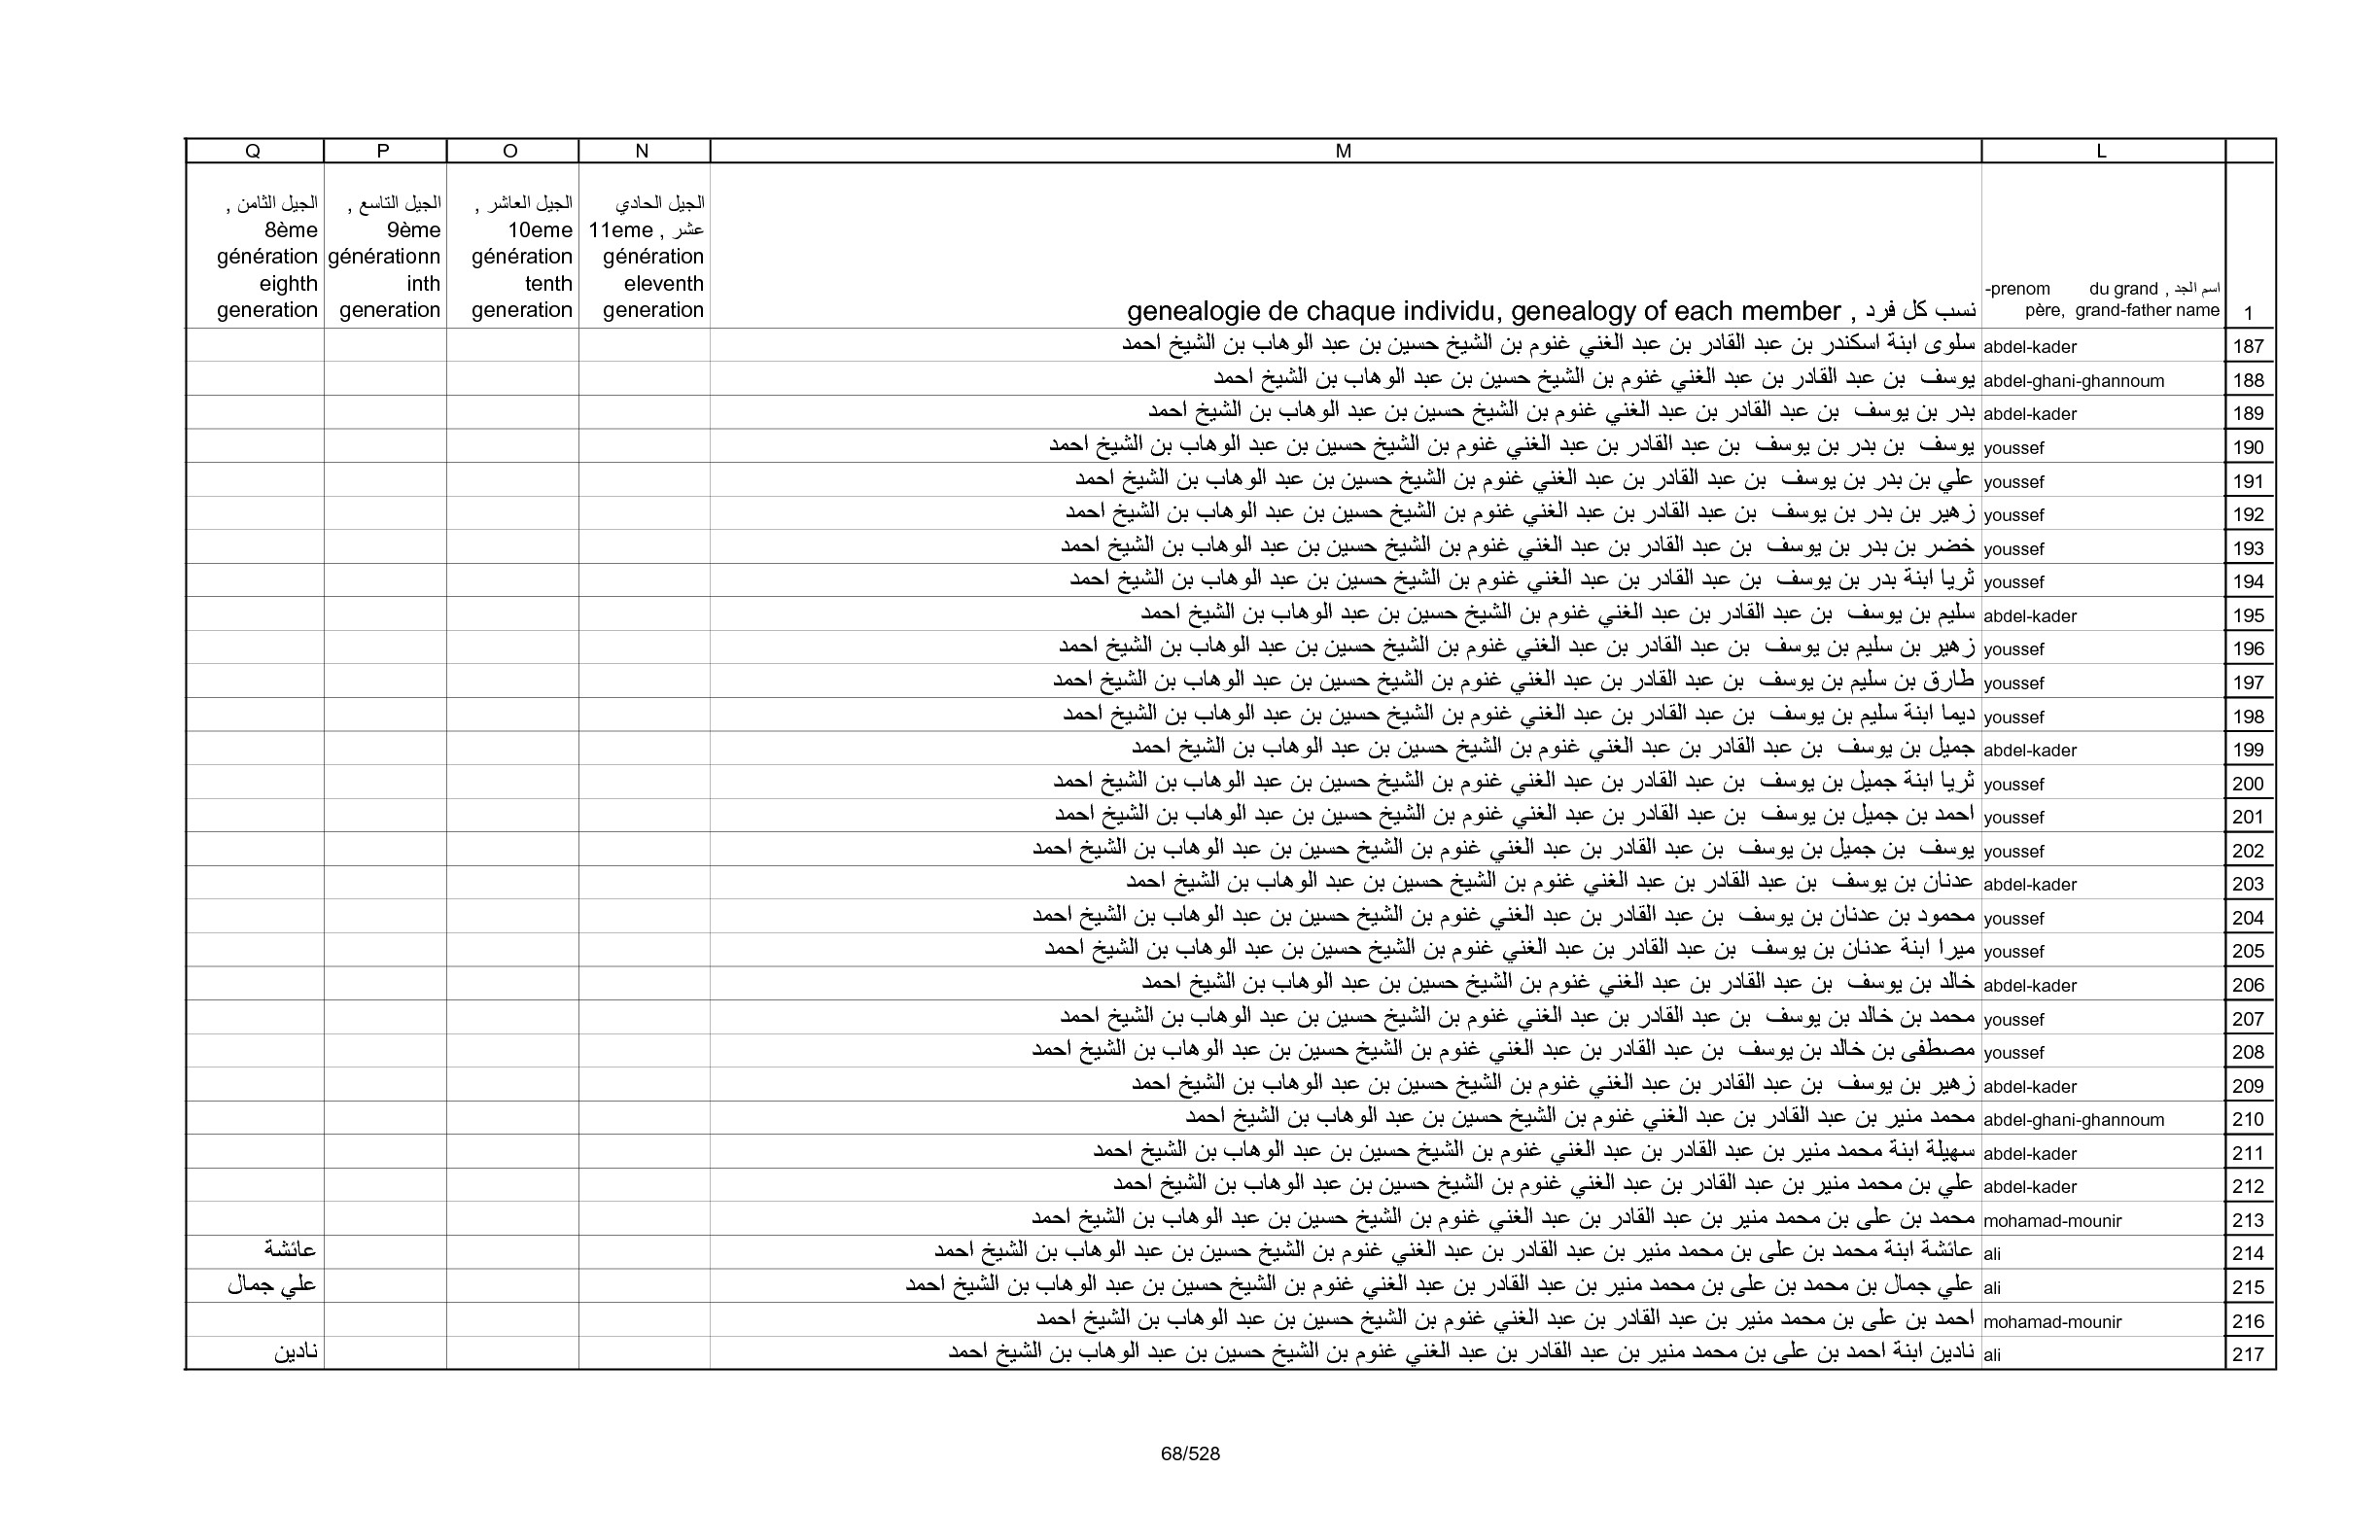 L M N O P Q
1 اسم الجد , prenom du grand-père, grand-father name نسب كل فرد , genealogie de chaque individu, genealogy of each member الجيل الحادي عشر , 11eme génération eleventh generation الجيل العاشر , 10eme génération tenth generation الجيل التاسع , 9ème générationn inth generation الجيل الثامن , 8ème génération eighth generation
187 abdel-kader سلوى ابنة اسكندر بن عبد القادر بن عبد الغني غنوم بن الشيخ حسين بن عبد الوهاب بن الشيخ احمد
188 abdel-ghani-ghannoum يوسف بن عبد القادر بن عبد الغني غنوم بن الشيخ حسين بن عبد الوهاب بن الشيخ احمد
189 abdel-kader بدر بن يوسف بن عبد القادر بن عبد الغني غنوم بن الشيخ حسين بن عبد الوهاب بن الشيخ احمد
190 youssef يوسف بن بدر بن يوسف بن عبد القادر بن عبد الغني غنوم بن الشيخ حسين بن عبد الوهاب بن الشيخ احمد
191 youssef علي بن بدر بن يوسف بن عبد القادر بن عبد الغني غنوم بن الشيخ حسين بن عبد الوهاب بن الشيخ احمد
192 youssef زهير بن بدر بن يوسف بن عبد القادر بن عبد الغني غنوم بن الشيخ حسين بن عبد الوهاب بن الشيخ احمد
193 youssef خضر بن بدر بن يوسف بن عبد القادر بن عبد الغني غنوم بن الشيخ حسين بن عبد الوهاب بن الشيخ احمد
194 youssef ثريا ابنة بدر بن يوسف بن عبد القادر بن عبد الغني غنوم بن الشيخ حسين بن عبد الوهاب بن الشيخ احمد
195 abdel-kader سليم بن يوسف بن عبد القادر بن عبد الغني غنوم بن الشيخ حسين بن عبد الوهاب بن الشيخ احمد
196 youssef زهير بن سليم بن يوسف بن عبد القادر بن عبد الغني غنوم بن الشيخ حسين بن عبد الوهاب بن الشيخ احمد
197 youssef طارق بن سليم بن يوسف بن عبد القادر بن عبد الغني غنوم بن الشيخ حسين بن عبد الوهاب بن الشيخ احمد
198 youssef ديما ابنة سليم بن يوسف بن عبد القادر بن عبد الغني غنوم بن الشيخ حسين بن عبد الوهاب بن الشيخ احمد
199 abdel-kader جميل بن يوسف بن عبد القادر بن عبد الغني غنوم بن الشيخ حسين بن عبد الوهاب بن الشيخ احمد
200 youssef ثريا ابنة جميل بن يوسف بن عبد القادر بن عبد الغني غنوم بن الشيخ حسين بن عبد الوهاب بن الشيخ احمد
201 youssef احمد بن جميل بن يوسف بن عبد القادر بن عبد الغني غنوم بن الشيخ حسين بن عبد الوهاب بن الشيخ احمد
202 youssef يوسف بن جميل بن يوسف بن عبد القادر بن عبد الغني غنوم بن الشيخ حسين بن عبد الوهاب بن الشيخ احمد
203 abdel-kader عدنان بن يوسف بن عبد القادر بن عبد الغني غنوم بن الشيخ حسين بن عبد الوهاب بن الشيخ احمد
204 youssef محمود بن عدنان بن يوسف بن عبد القادر بن عبد الغني غنوم بن الشيخ حسين بن عبد الوهاب بن الشيخ احمد
205 youssef ميرا ابنة عدنان بن يوسف بن عبد القادر بن عبد الغني غنوم بن الشيخ حسين بن عبد الوهاب بن الشيخ احمد
206 abdel-kader خالد بن يوسف بن عبد القادر بن عبد الغني غنوم بن الشيخ حسين بن عبد الوهاب بن الشيخ احمد
207 youssef محمد بن خالد بن يوسف بن عبد القادر بن عبد الغني غنوم بن الشيخ حسين بن عبد الوهاب بن الشيخ احمد
208 youssef مصطفى بن خالد بن يوسف بن عبد القادر بن عبد الغني غنوم بن الشيخ حسين بن عبد الوهاب بن الشيخ احمد
209 abdel-kader زهير بن يوسف بن عبد القادر بن عبد الغني غنوم بن الشيخ حسين بن عبد الوهاب بن الشيخ احمد
210 abdel-ghani-ghannoum محمد منير بن عبد القادر بن عبد الغني غنوم بن الشيخ حسين بن عبد الوهاب بن الشيخ احمد
211 abdel-kader سهيلة ابنة محمد منير بن عبد القادر بن عبد الغني غنوم بن الشيخ حسين بن عبد الوهاب بن الشيخ احمد
212 abdel-kader علي بن محمد منير بن عبد القادر بن عبد الغني غنوم بن الشيخ حسين بن عبد الوهاب بن الشيخ احمد
213 mohamad-mounir محمد بن على بن محمد منير بن عبد القادر بن عبد الغني غنوم بن الشيخ حسين بن عبد الوهاب بن الشيخ احمد
214 ali عائشة ابنة محمد بن على بن محمد منير بن عبد القادر بن عبد الغني غنوم بن الشيخ حسين بن عبد الوهاب بن الشيخ احمد عائشة
215 ali علي جمال بن محمد بن على بن محمد منير بن عبد القادر بن عبد الغني غنوم بن الشيخ حسين بن عبد الوهاب بن الشيخ احمد علي جمال
216 mohamad-mounir احمد بن على بن محمد منير بن عبد القادر بن عبد الغني غنوم بن الشيخ حسين بن عبد الوهاب بن الشيخ احمد
217 ali نادين ابنة احمد بن على بن محمد منير بن عبد القادر بن عبد الغني غنوم بن الشيخ حسين بن عبد الوهاب بن الشيخ احمد نادين
68/528